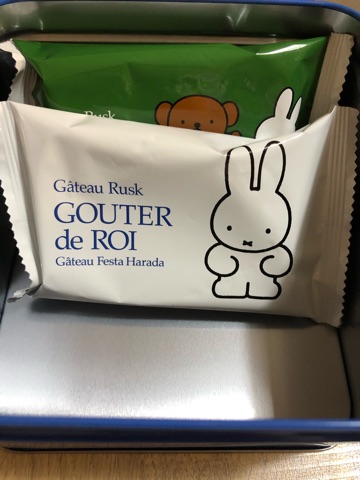 Rusk
Gâteau Rusk
GOUTER
de ROI
Gâteau Festa Harada